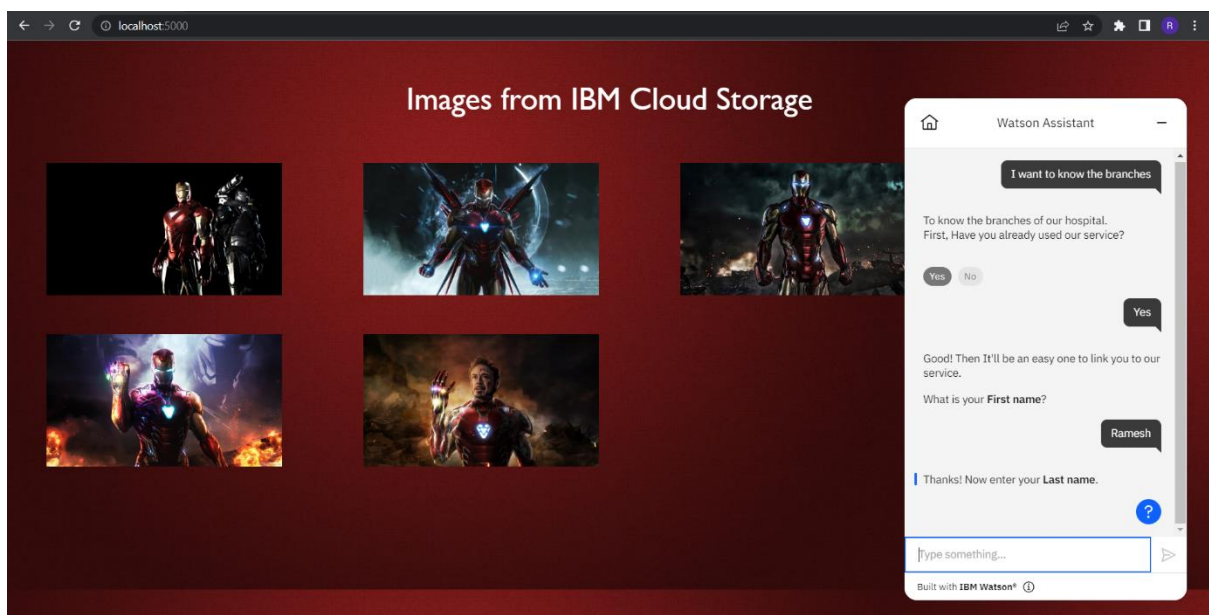 localhost:5000
R
Images from IBM Cloud Storage
Watson Assistant
I want to know the branches
To know the branches of our hospital.
First, Have you already used our service?
Yes No
Yes
Good! Then It'll be an easy one to link you to our
service.
What is your First name?
Ramesh
Thanks! Now enter your Last name.
?
Type something...
Built with IBM Watson®